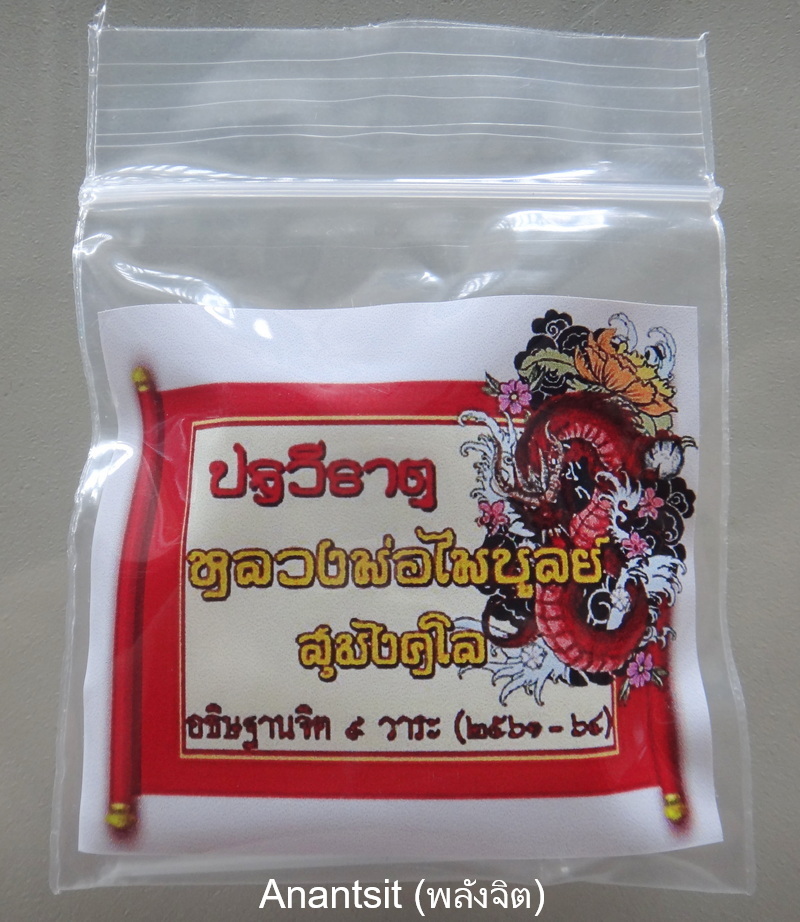 ปฐวีธาตุ
หลวงพ่อไพบูลย์
สุมังคโล
อธิษฐานจิต ๙ วาระ (๒๕๖๑ - ๖๔)
Anantsit (พลังจิต)